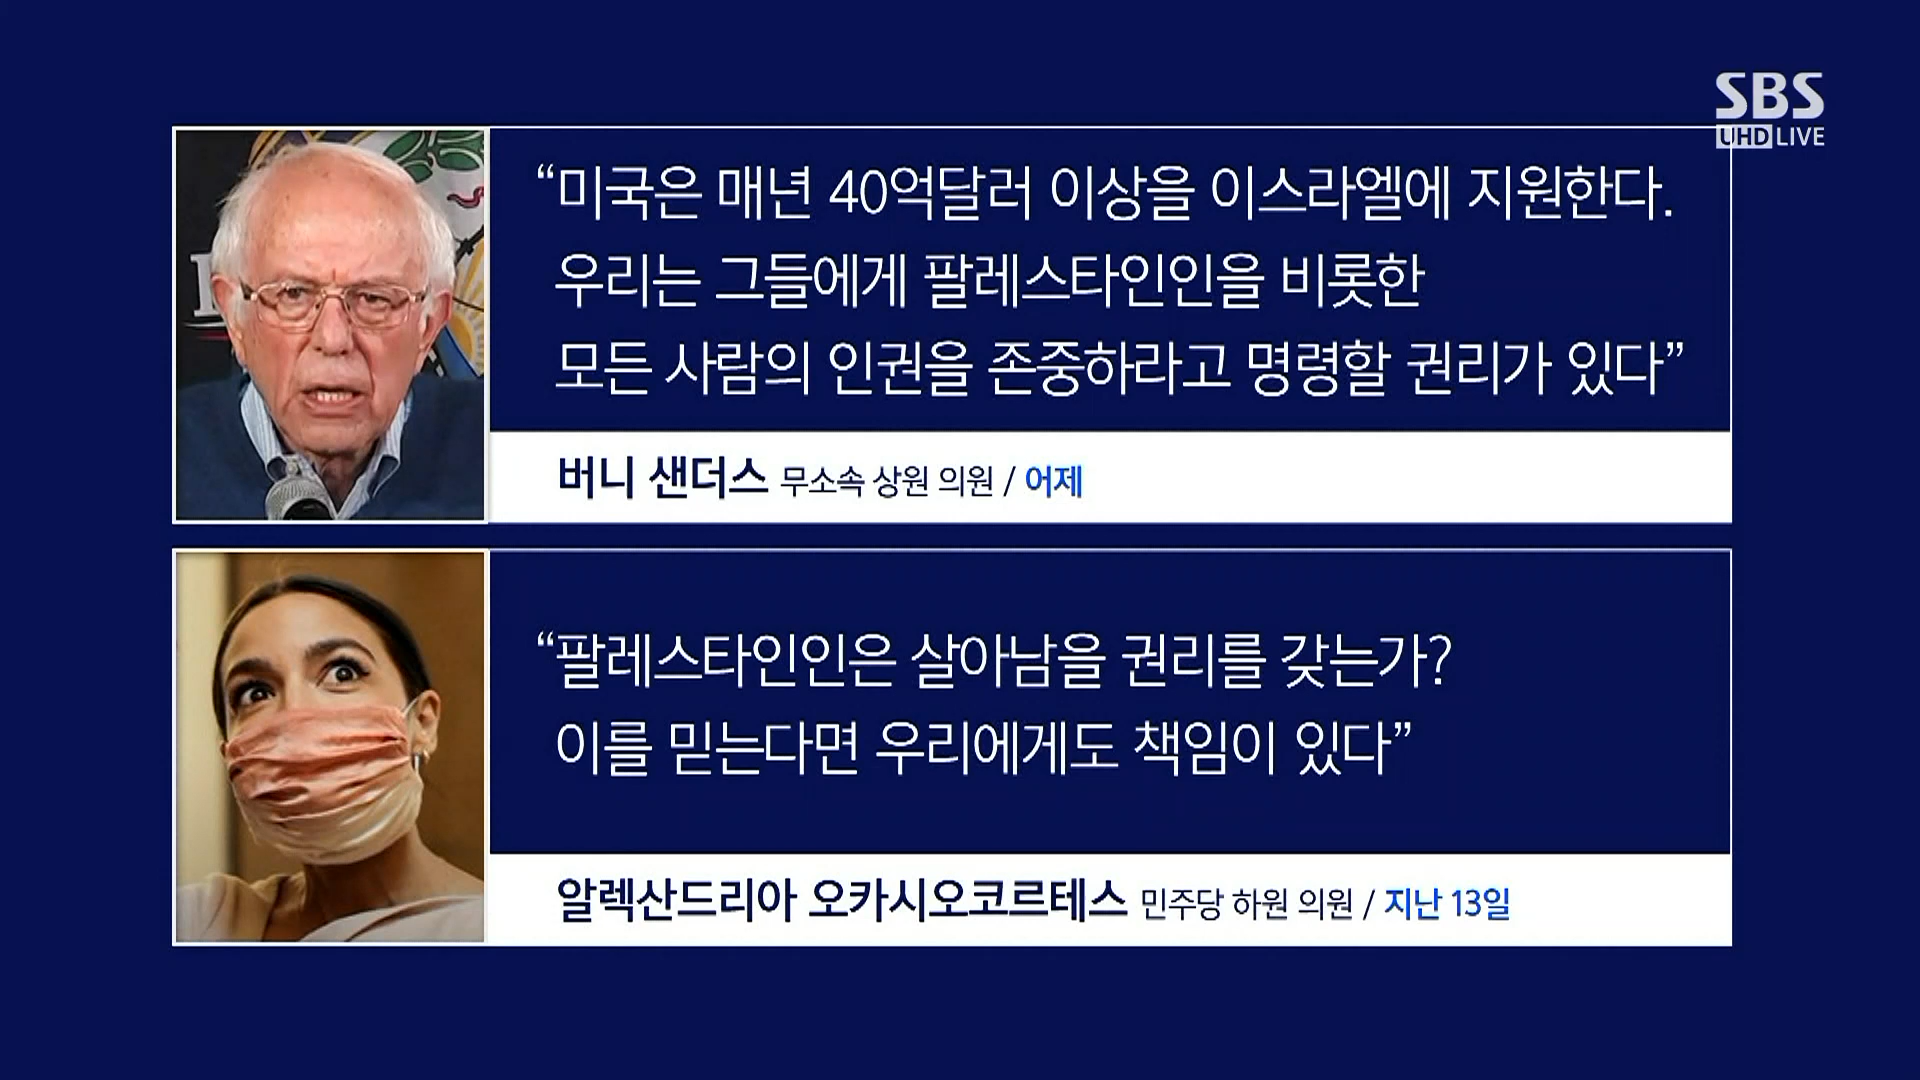 SBS
UHD LIVE
“미국은 매년 40억달러 이상을 이스라엘에 지원한다.
우리는 그들에게 팔레스타인인을 비롯한
모든 사람의 인권을 존중하라고 명령할 권리가 있다”
버니 샌더스 무소속 상원 의원 / 어제
“팔레스타인인은 살아남을 권리를 갖는가?
이를 믿는다면 우리에게도 책임이 있다”
알렉산드리아 오카시오코르테스 민주당 하원 의원 / 지난 13일